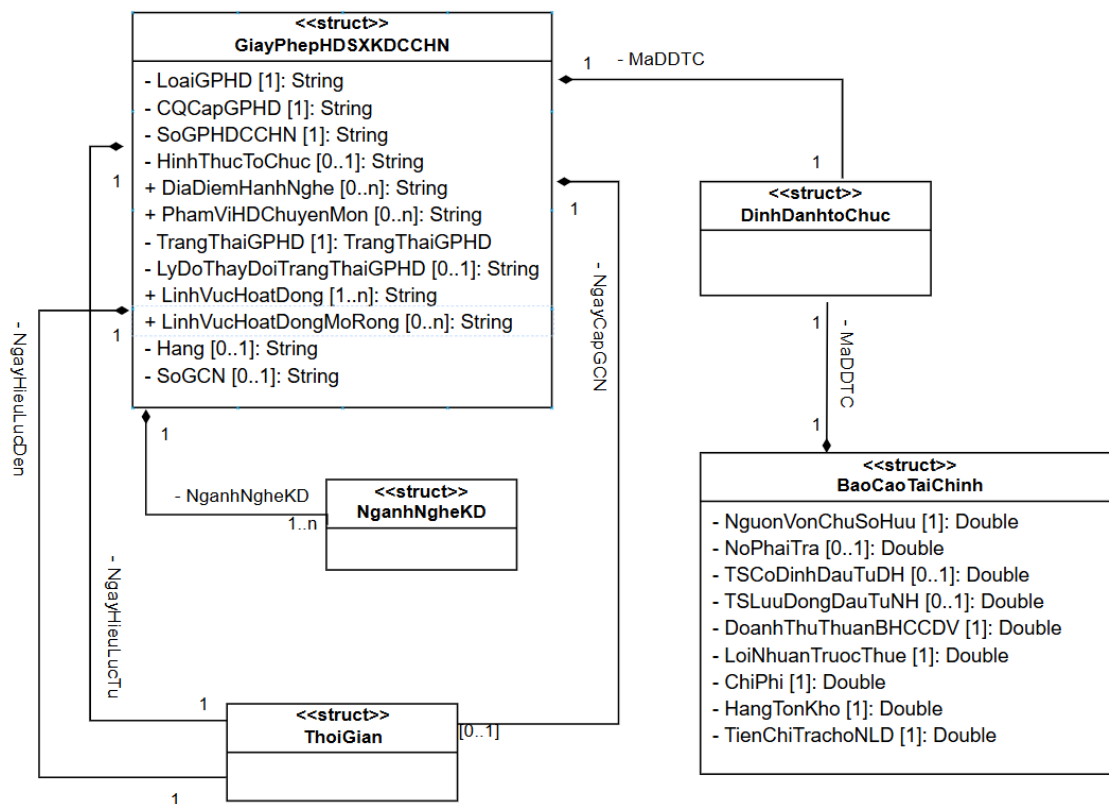 <<struct>>
GiayPhepHDSXKDCCHN
- LoaiGPHD [1]: String
- CQCapGPHD [1]: String
- SoGPHDCCHN [1]: String
- HinhThucToChuc [0..1]: String
+ DiaDiemHanhNghe [0..n]: String
+ PhamViHDChuyenMon [0..n]: String
- TrangThaiGPHD [1]: TrangThaiGPHD
- LyDoThayDoiTrangThaiGPHD [0..1]: String
+ LinhVucHoatDong [1..n]: String
+ LinhVucHoatDongMoRong [0..n]: String
- Hang [0..1]: String
- SoGCN [0..1]: String
1
- MaDDTC
1
<<struct>>
DinhDanhtoChuc
1
- MaDDTC
1
<<struct>>
BaoCaoTaiChinh
- NguonVonChuSoHuu [1]: Double
- NoPhaiTra [0..1]: Double
- TSCoDinhDauTuDH [0..1]: Double
- TSLuuDongDauTuNH [0..1]: Double
- DoanhThuThuanBHCCDV [1]: Double
- LoiNhuanTruocThue [1]: Double
- ChiPhi [1]: Double
- HangTonKho [1]: Double
- TienChiTrachoNLD [1]: Double
1
- NgayCapGCN
[0..1]
1
- NganhNgheKD
1..n
<<struct>>
NganhNgheKD
1
- NgayHieuLucTu
1
1
- NgayHieuLucDen
1
<<struct>>
ThoiGian